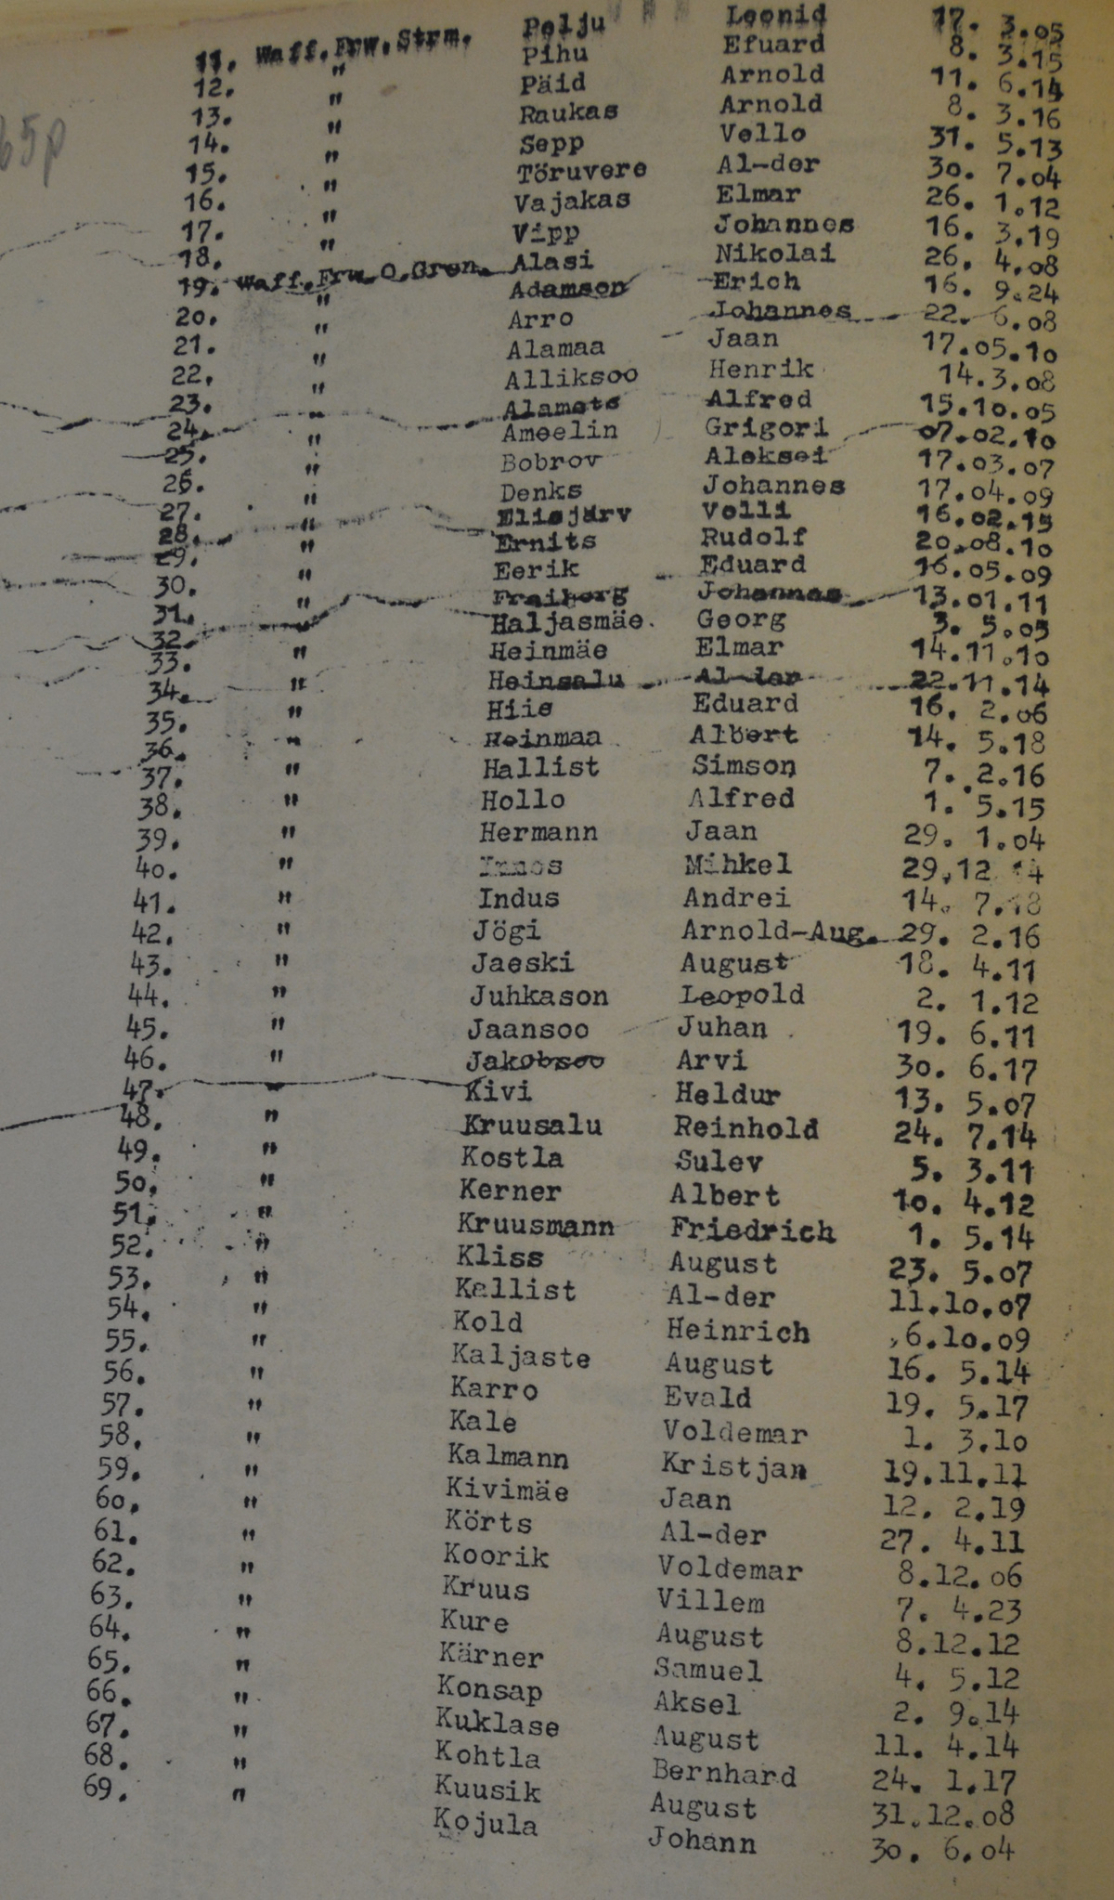 11. Waff.Frw.Strm. Pelju Leonid 17. 3.05
12. " Pihu Efuard 8. 3.15
13. " Päid Arnold 11. 6.14
14. " Raukas Arnold 8. 3.16
15. " Sepp Vello 31. 5.13
16. " Töruvere Al-der 30. 7.04
17. " Vajakas Elmar 26. 1.12
18. " Vipp Johannes 16. 3.19
19. Waff.Frw.O.Gren. Alasi Nikolai 26. 4.08
20. " Adamson Erich 16. 9.24
21. " Arro Johannes 22. 6.08
22. " Alamaa Jaan 17.05.10
23. " Alliksoo Henrik 14.3.08
24. " Alamets Alfred 15.10.05
25. " Ameelin Grigori 07.02.10
26. " Bobrov Aleksei 17.03.07
27. " Denks Johannes 17.04.09
28. " Elisjärv Volli 16.02.15
29. " Ernits Rudolf 20.08.10
30. " Eerik Eduard 16.05.09
31. " Fraiberg Johannes 13.01.11
32. " Haljasmäe Georg 3. 5.05
33. " Heinmäe Elmar 14.11.10
34. " Heinsalu Al-der 22.11.14
35. " Hiie Eduard 16. 2.06
36. " Heinmaa Albert 14. 5.18
37. " Hallist Simson 7. 2.16
38. " Hollo Alfred 1. 5.15
39. " Hermann Jaan 29. 1.04
40. " Innos Mihkel 29.12 14
41. " Indus Andrei 14. 7.18
42. " Jögi Arnold-Aug. 29. 2.16
43. " Jaeski August 18. 4.11
44. " Juhkason Leopold 2. 1.12
45. " Jaansoo Juhan 19. 6.11
46. " Jakobsoo Arvi 30. 6.17
47. " Kivi Heldur 13. 5.07
48. " Kruusalu Reinhold 24. 7.14
49. " Kostla Sulev 5. 3.11
50. " Kerner Albert 10. 4.12
51. " Kruusmann Friedrich 1. 5.14
52. " Kliss August 23. 5.07
53. " Kallist Al-der 11.10.07
54. " Kold Heinrich 6.10.09
55. " Kaljaste August 16. 5.14
56. " Karro Evald 19. 5.17
57. " Kale Voldemar 1. 3.10
58. " Kalmann Kristjan 19.11.11
59. " Kivimäe Jaan 12. 2.19
60. " Körts Al-der 27. 4.11
61. " Koorik Voldemar 8.12.06
62. " Kruus Villem 7. 4.23
63. " Kure August 8.12.12
64. " Kärner Samuel 4. 5.12
65. " Konsap Aksel 2. 9.14
66. " Kuklase August 11. 4.14
67. " Kohtla Bernhard 24. 1.17
68. " Kuusik August 31.12.08
69. " Kojula Johann 30. 6.04